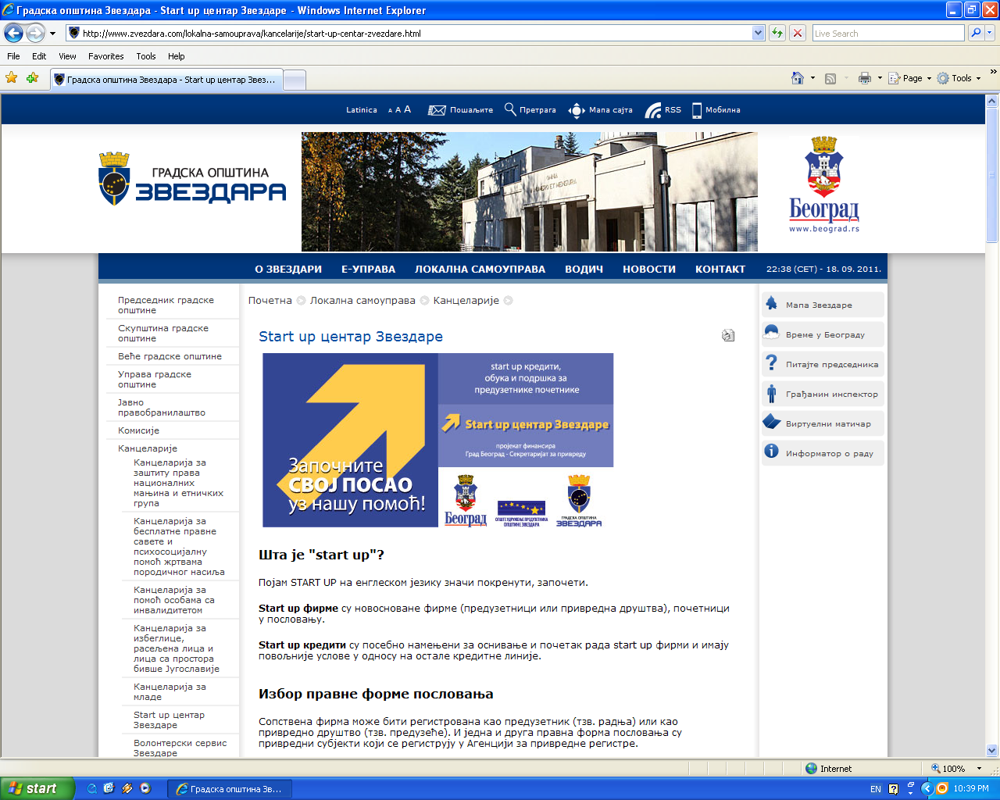 Градска општина Звездара - Start up центар Звездаре - Windows Internet Explorer
http://www.zvezdara.com/lokalna-samouprava/kancelarije/start-up-centar-zvezdare.html
Live Search
File Edit View Favorites Tools Help
Градска општина Звездара - Start up центар Звез...
Page Tools
Latinica A A A Пошаљите Претрага Мапа сајта RSS Мобилна
ГРАДСКА ОПШТИНА
ЗВЕЗДАРА
OMNIA
NUMERO ET MENSURA
Београд
www.beograd.rs
О ЗВЕЗДАРИ Е-УПРАВА ЛОКАЛНА САМОУПРАВА ВОДИЧ НОВОСТИ КОНТАКТ 22:38 (CET) - 18. 09. 2011.
Председник градске
општине
Скупштина градске
општине
Веће градске општине
Управа градске
општине
Јавно
правобранилаштво
Комисије
Канцеларије
Канцеларија за
заштиту права
националних
мањина и етничких
група
Канцеларија за
бесплатне правне
савете и
психосоцијалну
помоћ жртвама
породичног насиља
Канцеларија за
помоћ особама са
инвалидитетом
Канцеларија за
избеглице,
расељена лица и
лица са простора
бивше Југославије
Канцеларија за
младе
Start up центар
Звездаре
Волонтерски сервис
Звездаре
Почетна Локална самоуправа Канцеларије
Start up центар Звездаре
Започните
СВОЈ ПОСАО
уз нашу помоћ!
start up кредити,
обука и подршка за
предузетнике почетнике
Start up центар Звездаре
пројекат финансира
Град Београд - Секретаријат за привреду
Београд
ОПШТЕ УДРУЖЕЊЕ ПРЕДУЗЕТНИКА
ОПШТИНЕ ЗВЕЗДАРА
ГРАДСКА ОПШТИНА
ЗВЕЗДАРА
Шта је "start up"?
Појам START UP на енглеском језику значи покренути, започети.
Start up фирме су новосноване фирме (предузетници или привредна друштва), почетници
у пословању.
Start up кредити су посебно намењени за оснивање и почетак рада start up фирми и имају
повољније услове у односу на остале кредитне линије.
Избор правне форме пословања
Сопствена фирма може бити регистрована као предузетник (тзв. радња) или као
привредно друштво (тзв. предузеће). И једна и друга правна форма пословања су
привредни субјекти који се региструју у Агенцији за привредне регистре.
Мапа Звездаре
Време у Београду
Питајте председника
Грађанин инспектор
Виртуелни матичар
Информатор о раду
Internet 100%
start Градска општина Зв... EN 10:39 PM